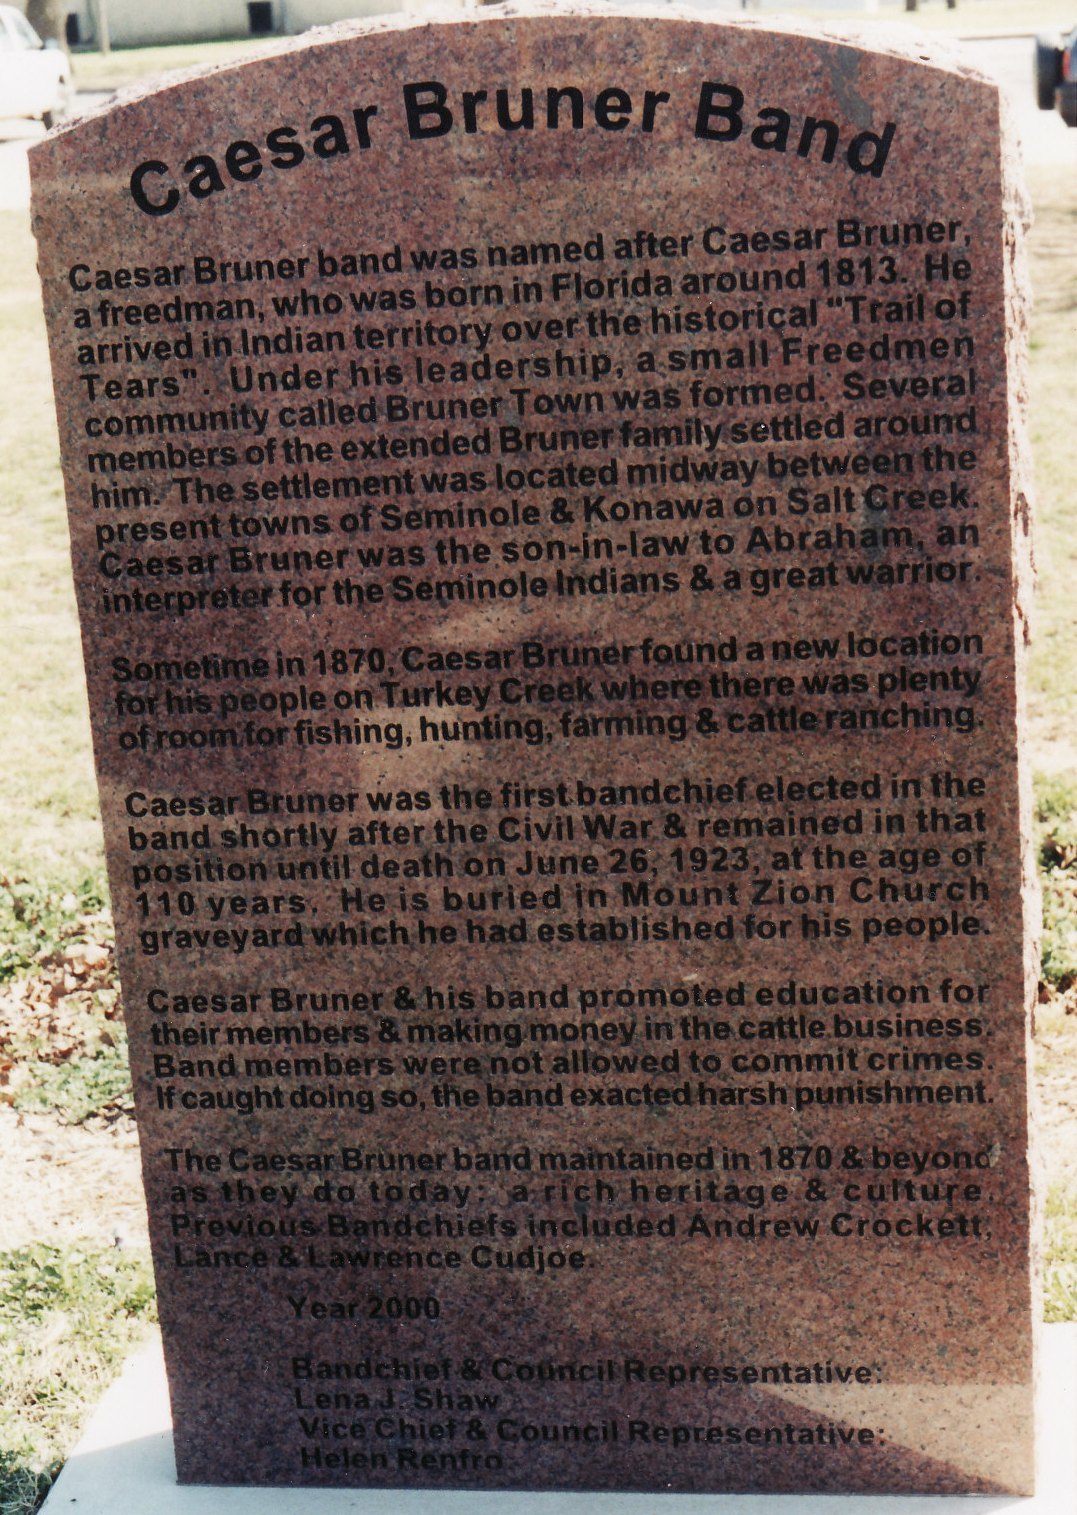 Caesar Bruner Band
Caesar Bruner band was named after Caesar Bruner,
a freedman, who was born in Florida around 1813. He
arrived in Indian territory over the historical "Trail of
Tears". Under his leadership, a small Freedmen
community called Bruner Town was formed. Several
members of the extended Bruner family settled around
him. The settlement was located midway between the
present towns of Seminole & Konawa on Salt Creek.
Caesar Bruner was the son-in-law to Abraham, an
interpreter for the Seminole Indians & a great warrior.
Sometime in 1870, Caesar Bruner found a new location
for his people on Turkey Creek where there was plenty
of room for fishing, hunting, farming & cattle ranching.
Caesar Bruner was the first bandchief elected in the
band shortly after the Civil War & remained in that
position until death on June 26, 1923, at the age of
110 years. He is buried in Mount Zion Church
graveyard which he had established for his people.
Caesar Bruner & his band promoted education for
their members & making money in the cattle business.
Band members were not allowed to commit crimes.
If caught doing so, the band exacted harsh punishment.
The Caesar Bruner band maintained in 1870 & beyond
as they do today: a rich heritage & culture.
Previous Bandchiefs included Andrew Crockett,
Lance & Lawrence Cudjoe.
Year 2000
Bandchief & Council Representative:
Lena J. Shaw
Vice Chief & Council Representative:
Helen Renfro